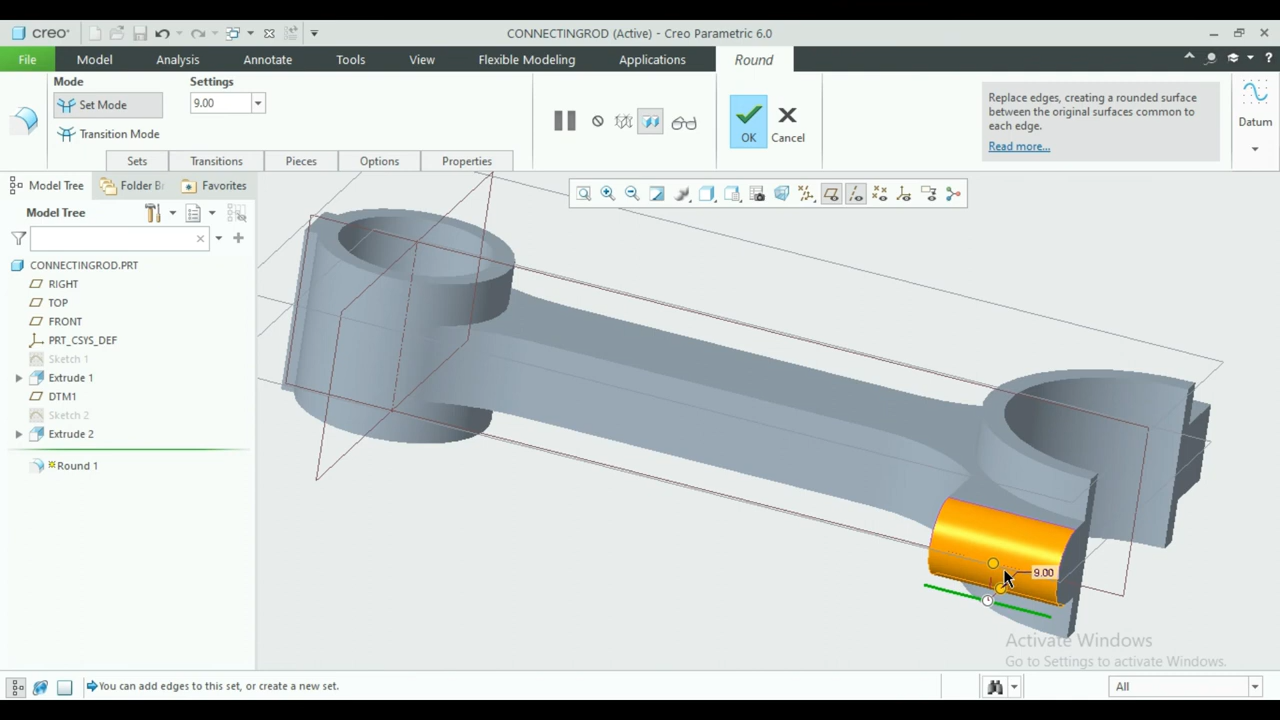 creo
CONNECTINGROD (Active) - Creo Parametric 6.0
File Model Analysis Annotate Tools View Flexible Modeling Applications Round
Mode Settings
Set Mode 9.00
Transition Mode
OK Cancel
Replace edges, creating a rounded surface
between the original surfaces common to
each edge.
Read more...
Datum
Sets Transitions Pieces Options Properties
Model Tree Folder Br Favorites
Model Tree
CONNECTINGROD.PRT
RIGHT
TOP
FRONT
PRT_CSYS_DEF
Sketch 1
Extrude 1
DTM1
Sketch 2
Extrude 2
Round 1
9.00
Activate Windows
Go to Settings to activate Windows.
You can add edges to this set, or create a new set.
All